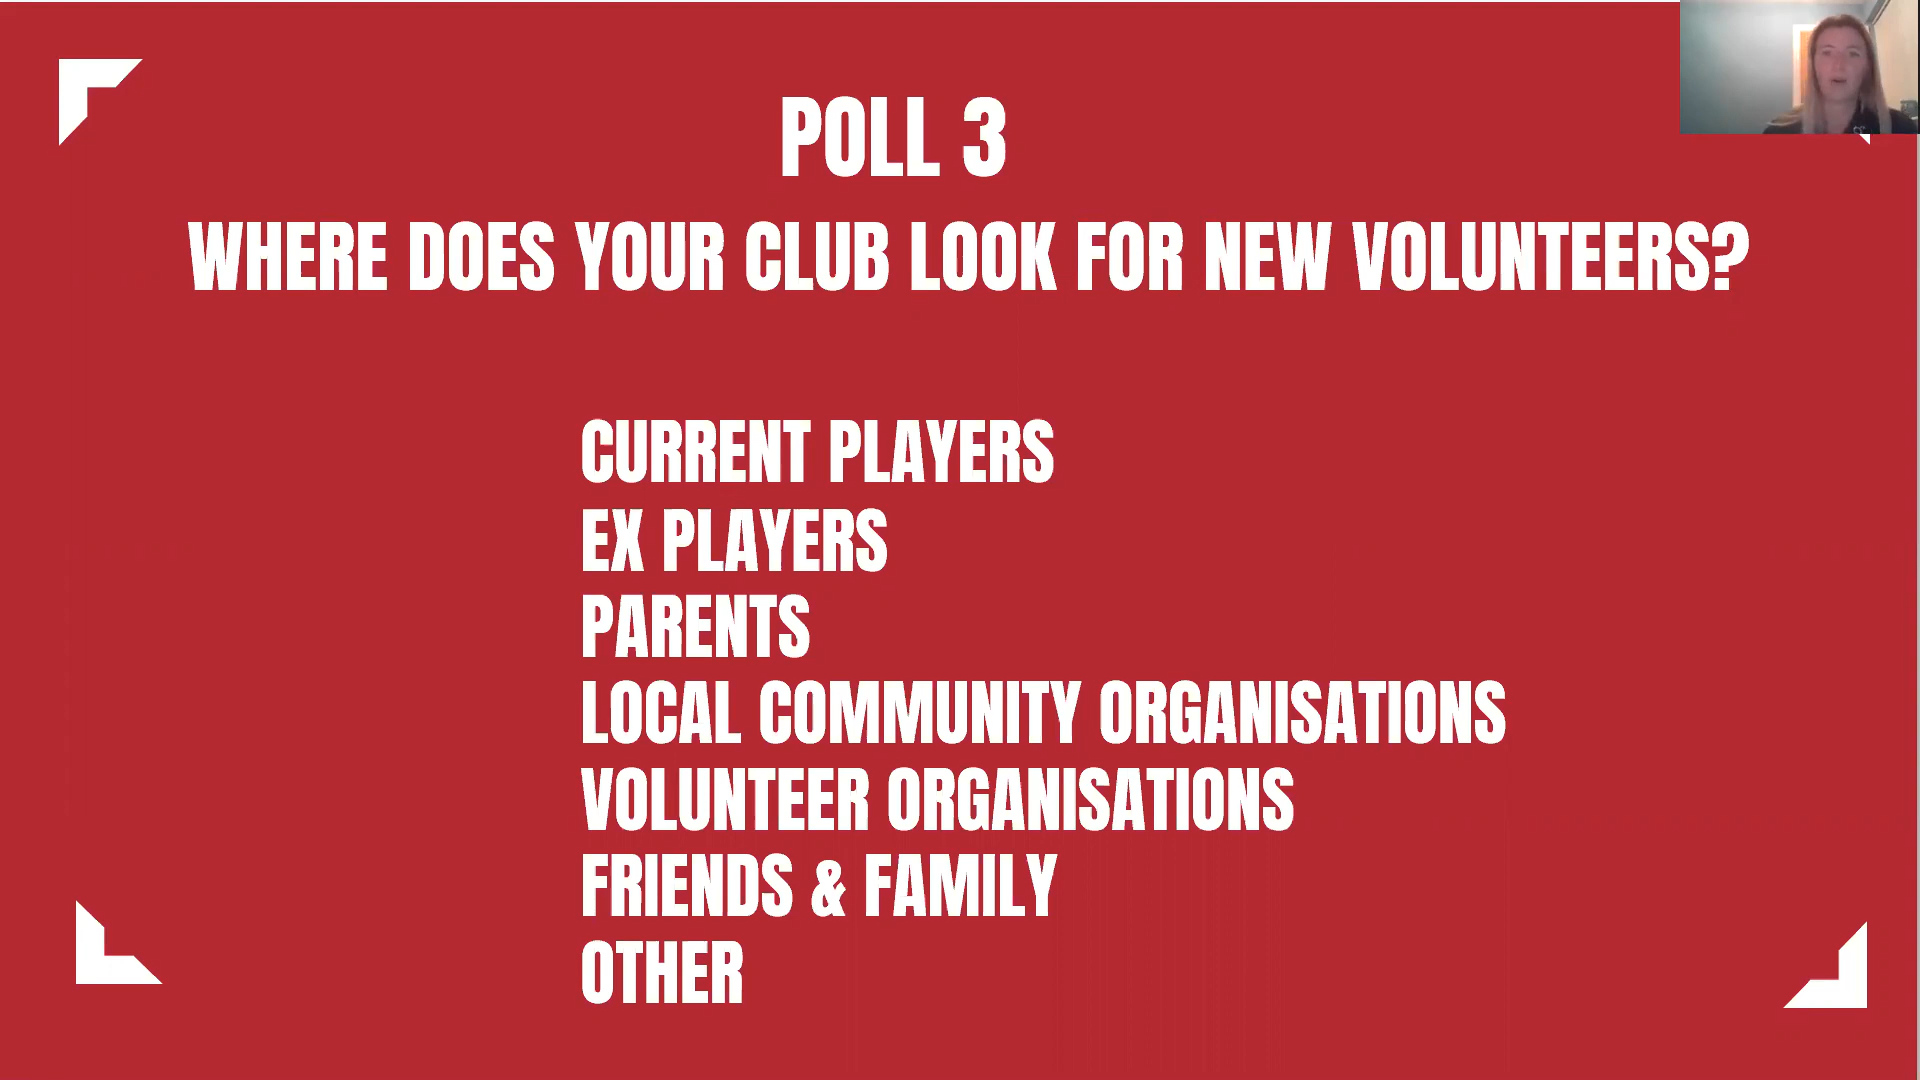 POLL 3
WHERE DOES YOUR CLUB LOOK FOR NEW VOLUNTEERS?
CURRENT PLAYERS
EX PLAYERS
PARENTS
LOCAL COMMUNITY ORGANISATIONS
VOLUNTEER ORGANISATIONS
FRIENDS & FAMILY
OTHER